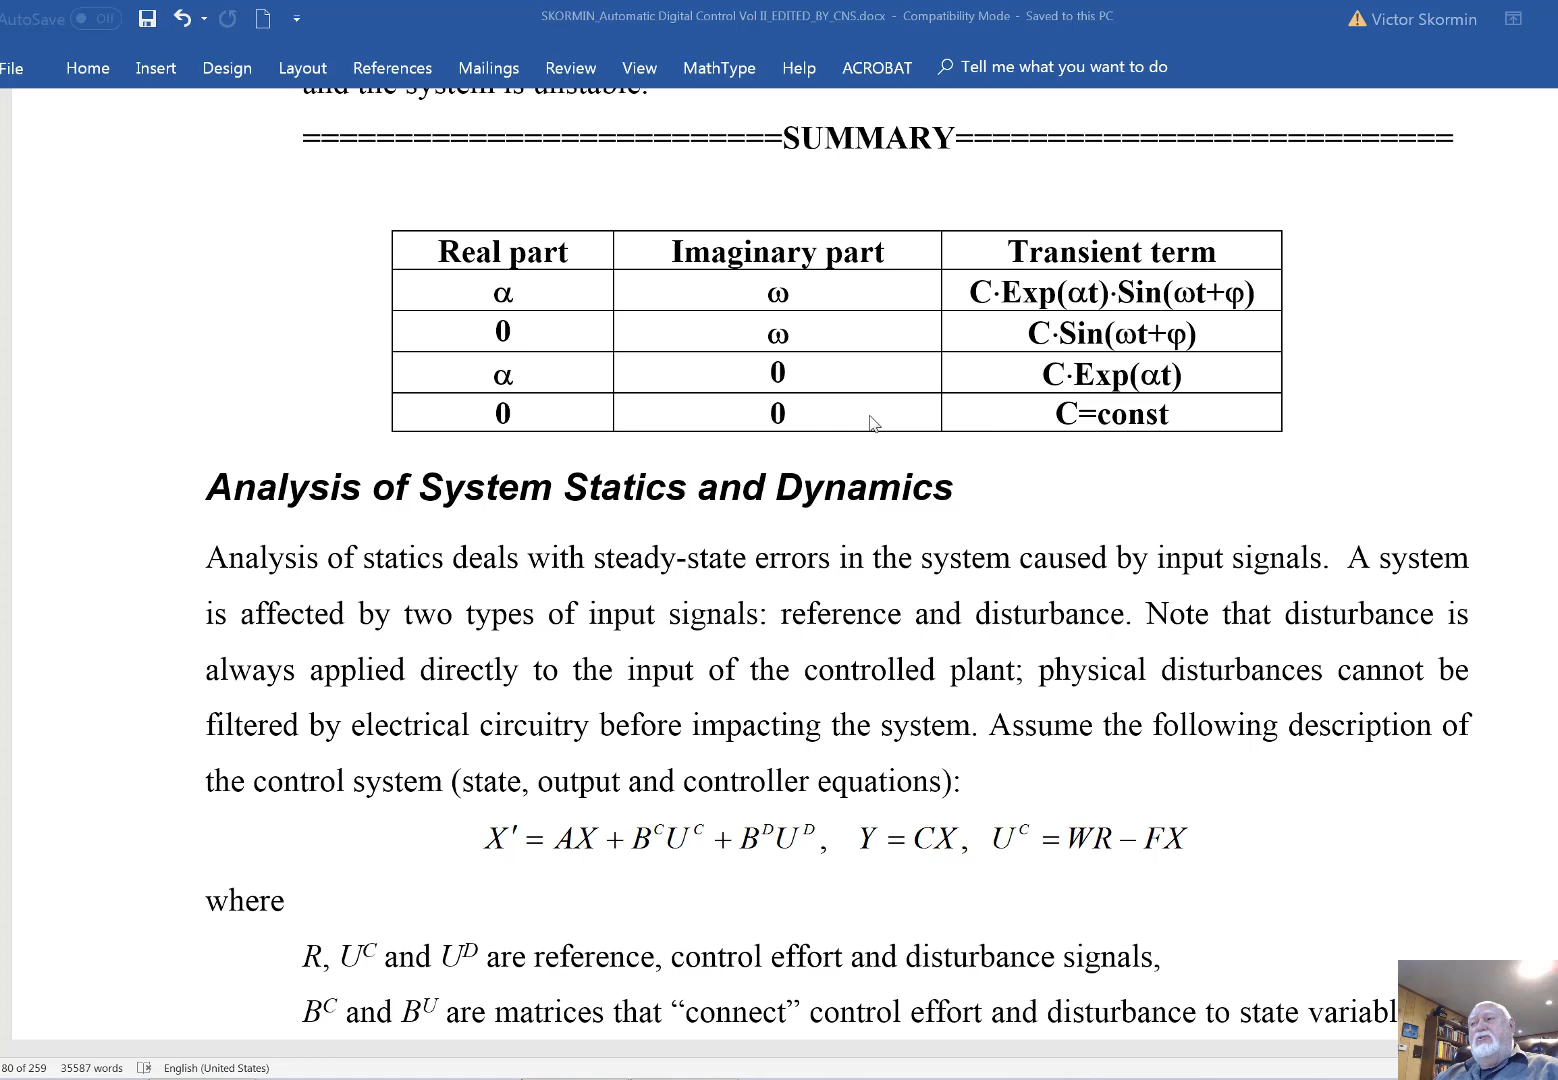 AutoSave Off SKORMIN_Automatic Digital Control Vol II_EDITED_BY_CNS.docx - Compatibility Mode - Saved to this PC Victor Skormin
File Home Insert Design Layout References Mailings Review View MathType Help ACROBAT Tell me what you want to do
and the system is unstable.
==========================SUMMARY===========================
Real part Imaginary part Transient term
α ω C·Exp(αt)·Sin(ωt+φ)
0 ω C·Sin(ωt+φ)
α 0 C·Exp(αt)
0 0 C=const
Analysis of System Statics and Dynamics
Analysis of statics deals with steady-state errors in the system caused by input signals. A system
is affected by two types of input signals: reference and disturbance. Note that disturbance is
always applied directly to the input of the controlled plant; physical disturbances cannot be
filtered by electrical circuitry before impacting the system. Assume the following description of
the control system (state, output and controller equations):
X' = AX + B^C U^C + B^D U^D, Y = CX, U^C = WR – FX
where
R, U^C and U^D are reference, control effort and disturbance signals,
B^C and B^U are matrices that “connect” control effort and disturbance to state variabl
80 of 259 35587 words English (United States)